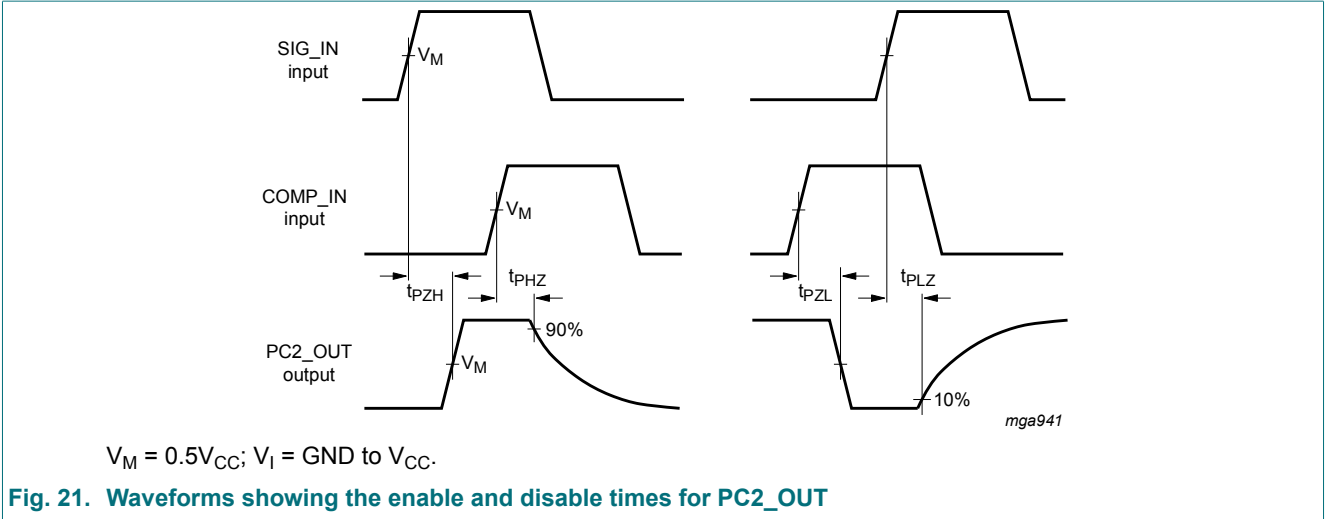 SIG_IN
input
VM
COMP_IN
input
VM
tPZH
tPHZ
tPZL
tPLZ
PC2_OUT
output
VM
90%
10%
mga941
VM = 0.5VCC; VI = GND to VCC.
Fig. 21. Waveforms showing the enable and disable times for PC2_OUT